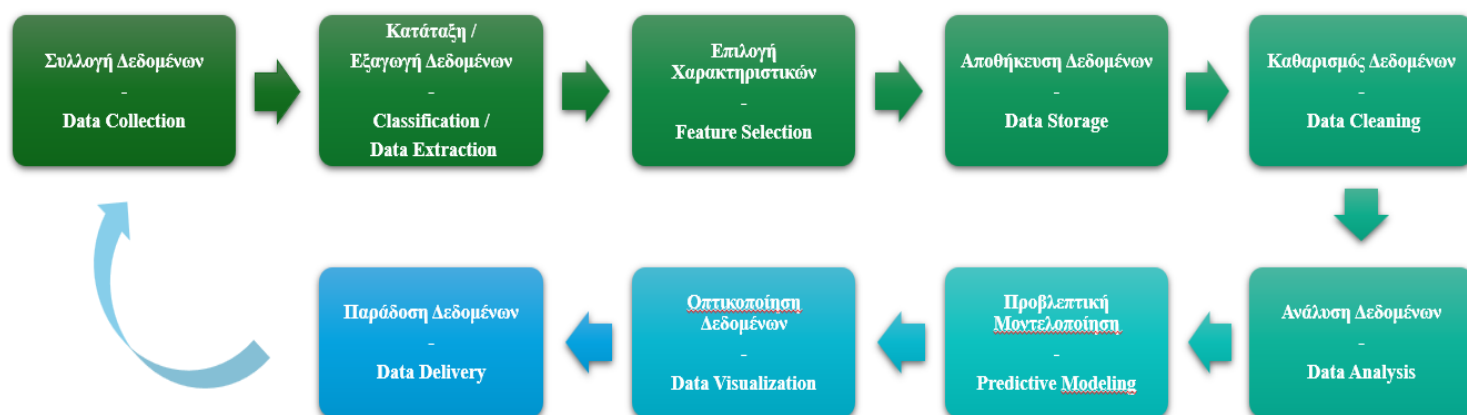 Συλλογή Δεδομένων
-
Data Collection
Κατάταξη /
Εξαγωγή Δεδομένων
-
Classification /
Data Extraction
Επιλογή
Χαρακτηριστικών
-
Feature Selection
Αποθήκευση Δεδομένων
-
Data Storage
Καθαρισμός Δεδομένων
-
Data Cleaning
Ανάλυση Δεδομένων
-
Data Analysis
Προβλεπτική
Μοντελοποίηση
-
Predictive Modeling
Οπτικοποίηση
Δεδομένων
-
Data Visualization
Παράδοση Δεδομένων
-
Data Delivery